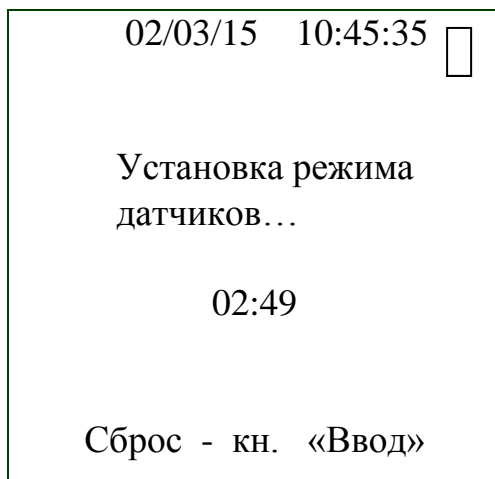 02/03/15 10:45:35
Установка режима
датчиков…
02:49
Сброс - кн. «Ввод»